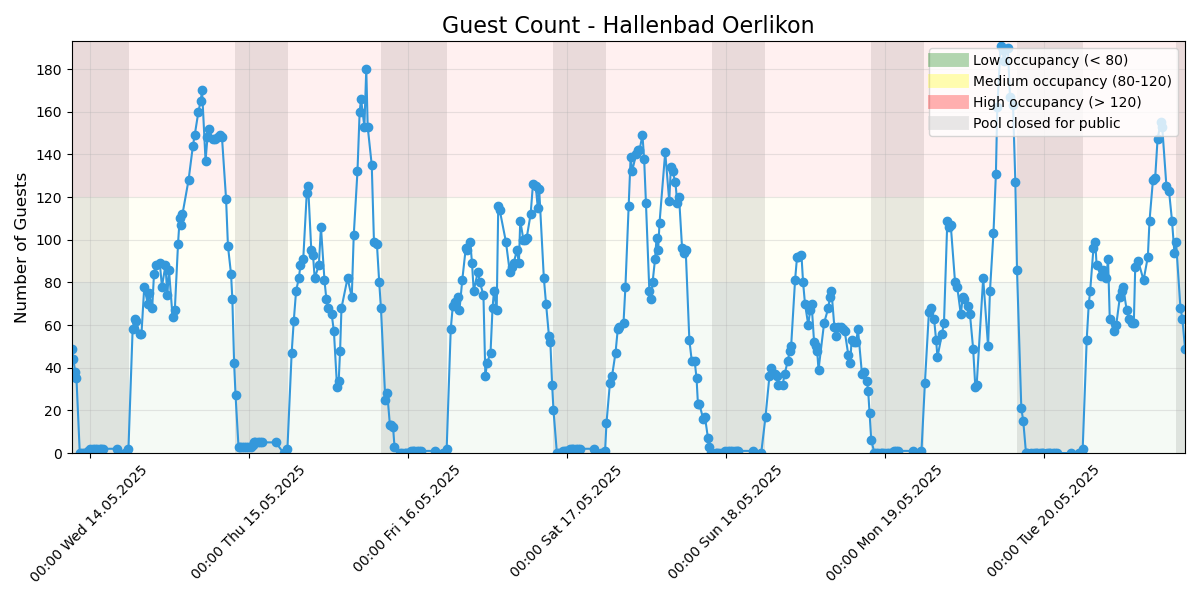 Guest Count - Hallenbad Oerlikon
Number of Guests
180
160
140
120
100
80
60
40
20
0
Low occupancy (< 80)
Medium occupancy (80-120)
High occupancy (> 120)
Pool closed for public
00:00 Wed 14.05.2025
00:00 Thu 15.05.2025
00:00 Fri 16.05.2025
00:00 Sat 17.05.2025
00:00 Sun 18.05.2025
00:00 Mon 19.05.2025
00:00 Tue 20.05.2025